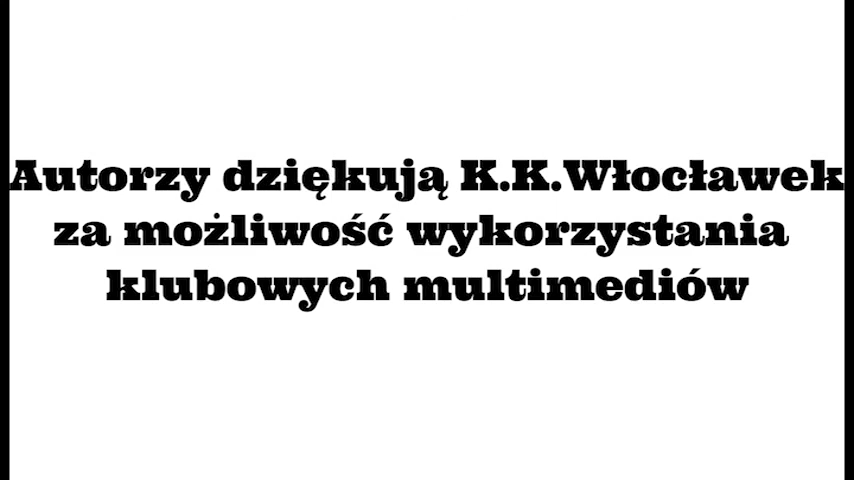 Autorzy dziękują K.K.Włocławek
za możliwość wykorzystania
klubowych multimediów